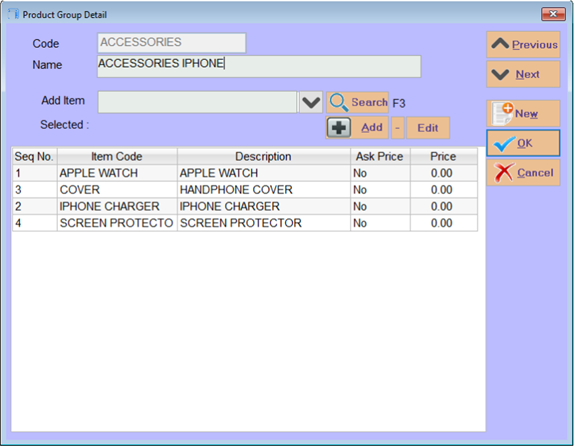 Product Group Detail
Code ACCESSORIES
Previous
Name ACCESSORIES IPHONE
Next
Add Item Search F3
New
Selected : Add - Edit
OK
Cancel
Seq No. Item Code Description Ask Price Price
1 APPLE WATCH APPLE WATCH No 0.00
3 COVER HANDPHONE COVER No 0.00
2 IPHONE CHARGER IPHONE CHARGER No 0.00
4 SCREEN PROTECTO SCREEN PROTECTOR No 0.00